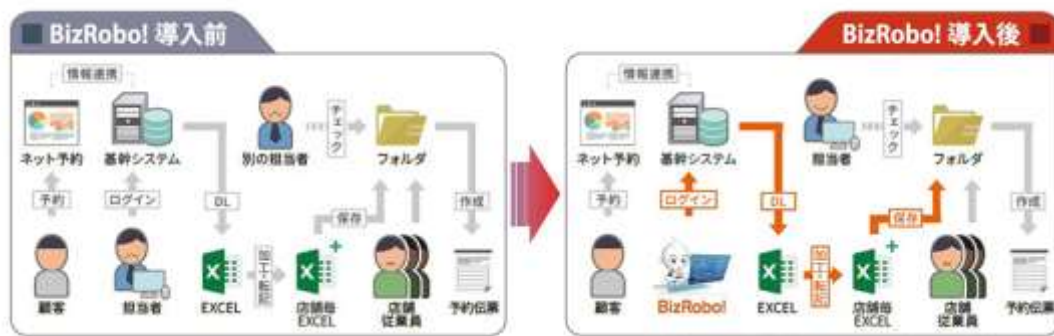 BizRobo! 導入前
情報連携
ネット予約
基幹システム
別の担当者
チェック
フォルダ
予約
ログイン
DL
保存
作成
顧客
担当者
EXCEL
加工転記
店舗毎
EXCEL
店舗
従業員
予約伝票
BizRobo! 導入後
情報連携
ネット予約
基幹システム
担当者
チェック
フォルダ
予約
ログイン
DL
保存
作成
顧客
BizRobo!
EXCEL
加工転記
店舗毎
EXCEL
店舗
従業員
予約伝票